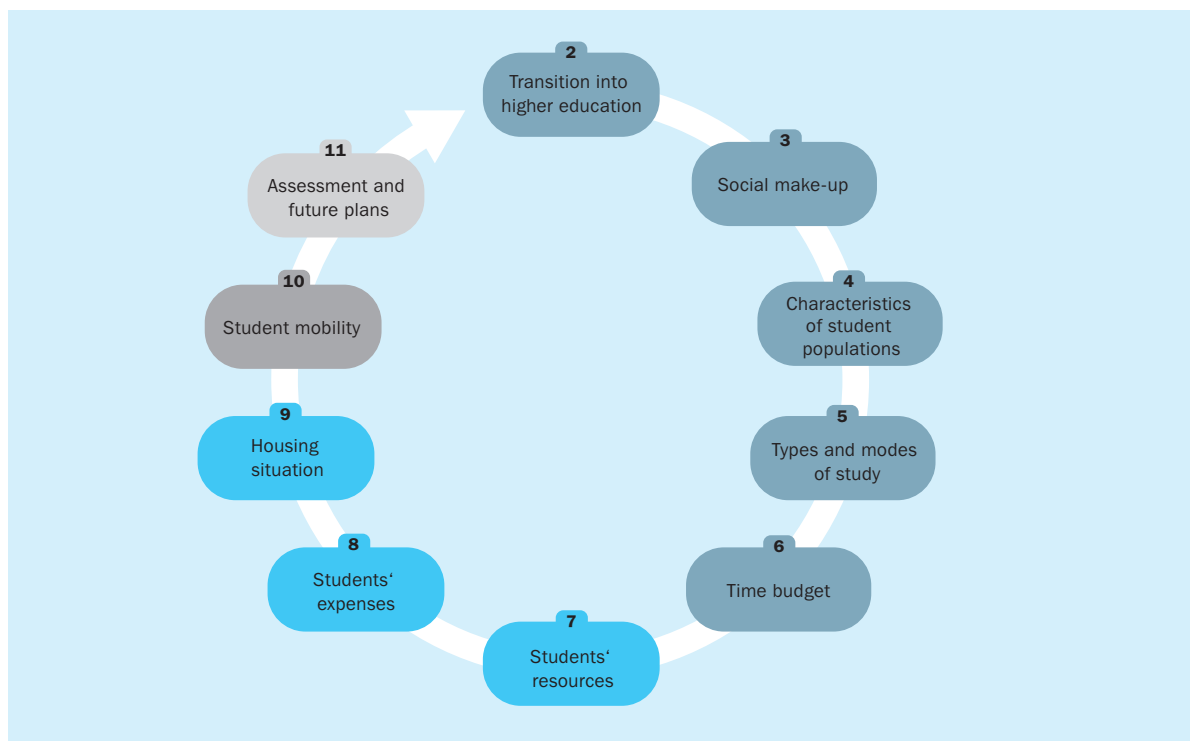 2
Transition into
higher education
3
Social make-up
4
Characteristics
of student
populations
5
Types and modes
of study
6
Time budget
7
Students‘
resources
8
Students‘
expenses
9
Housing
situation
10
Student mobility
11
Assessment and
future plans